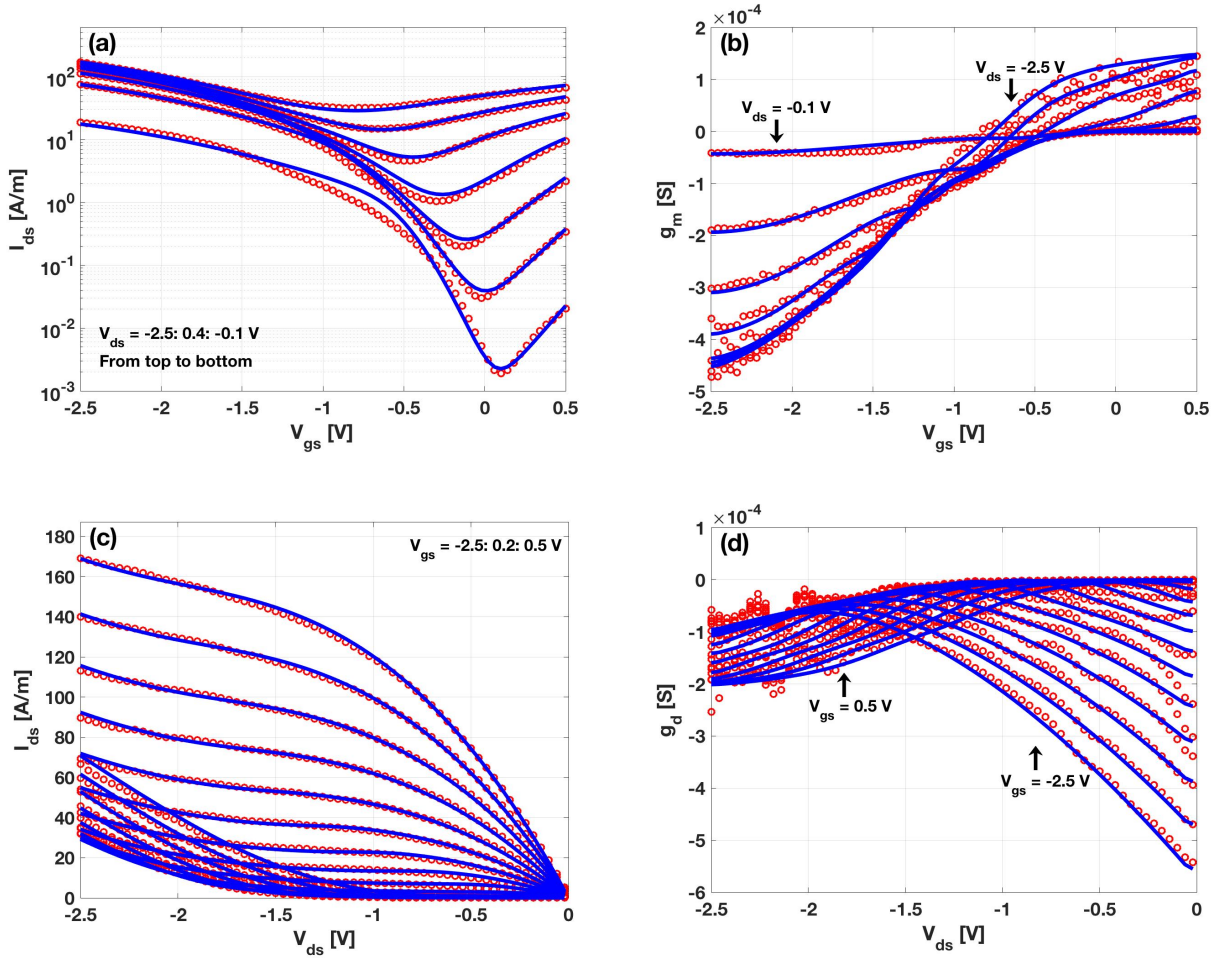 (a)
10^2
10^1
10^0
10^-1
10^-2
10^-3
I_ds [A/m]
V_ds = -2.5: 0.4: -0.1 V
From top to bottom
-2.5 -2 -1.5 -1 -0.5 0 0.5
V_gs [V]
×10^-4
(b)
2
1
0
-1
-2
-3
-4
-5
g_m [S]
V_ds = -2.5 V
V_ds = -0.1 V
-2.5 -2 -1.5 -1 -0.5 0 0.5
V_gs [V]
(c)
V_gs = -2.5: 0.2: 0.5 V
180
160
140
120
100
80
60
40
20
0
I_ds [A/m]
-2.5 -2 -1.5 -1 -0.5 0
V_ds [V]
×10^-4
(d)
1
0
-1
-2
-3
-4
-5
-6
g_d [S]
V_gs = 0.5 V
V_gs = -2.5 V
-2.5 -2 -1.5 -1 -0.5 0
V_ds [V]